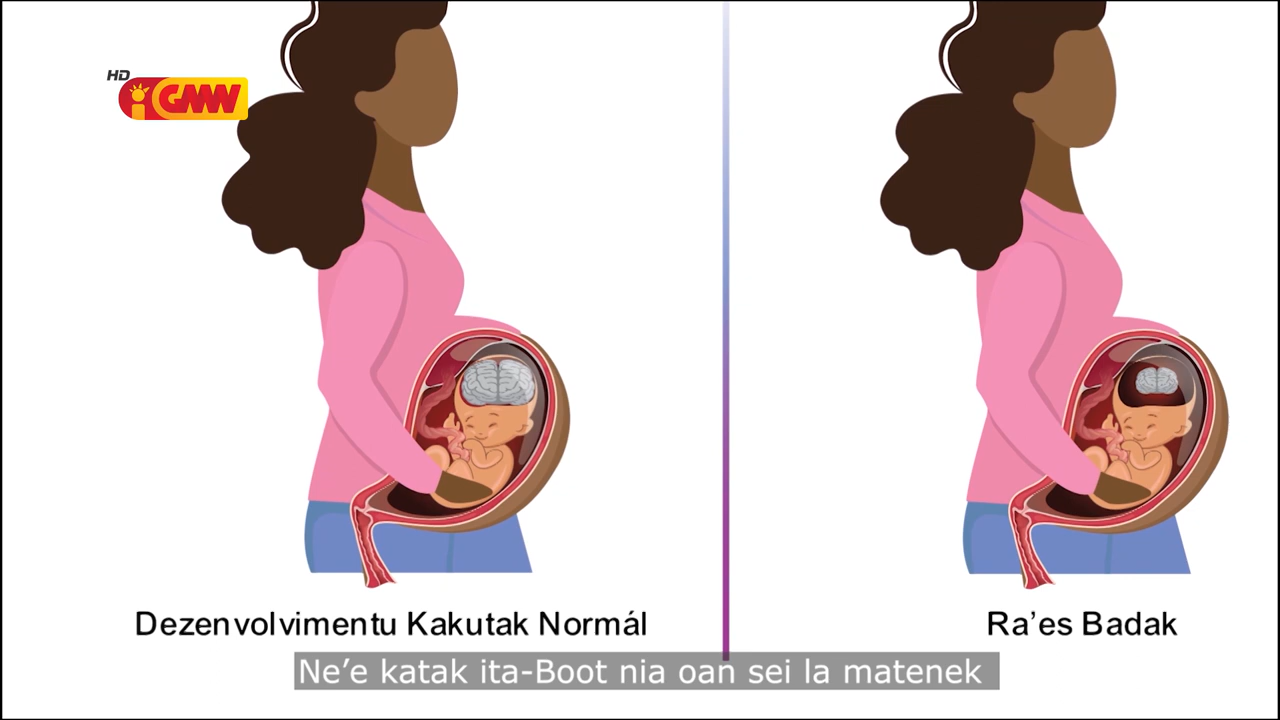 HD
iGMW
Dezenvolvimentu Kakutak Normál
Ra’es Badak
Ne’e katak ita-Boot nia oan sei la matenek